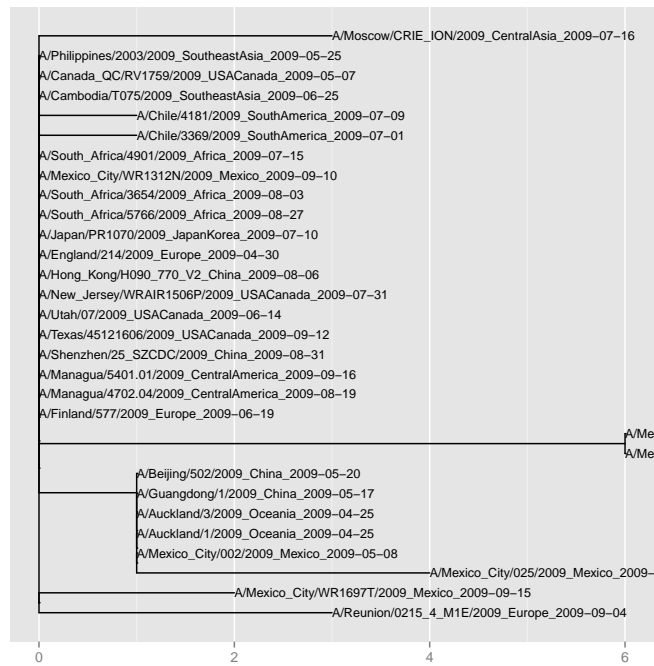 A/Moscow/CRIE_ION/2009_CentralAsia_2009−07−16
A/Philippines/2003/2009_SoutheastAsia_2009−05−25
A/Canada_QC/RV1759/2009_USACanada_2009−05−07
A/Cambodia/T075/2009_SoutheastAsia_2009−06−25
A/Chile/4181/2009_SouthAmerica_2009−07−09
A/Chile/3369/2009_SouthAmerica_2009−07−01
A/South_Africa/4901/2009_Africa_2009−07−15
A/Mexico_City/WR1312N/2009_Mexico_2009−09−10
A/South_Africa/3654/2009_Africa_2009−08−03
A/South_Africa/5766/2009_Africa_2009−08−27
A/Japan/PR1070/2009_JapanKorea_2009−07−10
A/England/214/2009_Europe_2009−04−30
A/Hong_Kong/H090_770_V2_China_2009−08−06
A/New_Jersey/WRAIR1506P/2009_USACanada_2009−07−31
A/Utah/07/2009_USACanada_2009−06−14
A/Texas/45121606/2009_USACanada_2009−09−12
A/Shenzhen/25_SZCDC/2009_China_2009−08−31
A/Managua/5401.01/2009_CentralAmerica_2009−09−16
A/Managua/4702.04/2009_CentralAmerica_2009−08−19
A/Finland/577/2009_Europe_2009−06−19
A/Me
A/Me
A/Beijing/502/2009_China_2009−05−20
A/Guangdong/1/2009_China_2009−05−17
A/Auckland/3/2009_Oceania_2009−04−25
A/Auckland/1/2009_Oceania_2009−04−25
A/Mexico_City/002/2009_Mexico_2009−05−08
A/Mexico_City/025/2009_Mexico_2009−
A/Mexico_City/WR1697T/2009_Mexico_2009−09−15
A/Reunion/0215_4_M1E/2009_Europe_2009−09−04
0 2 4 6